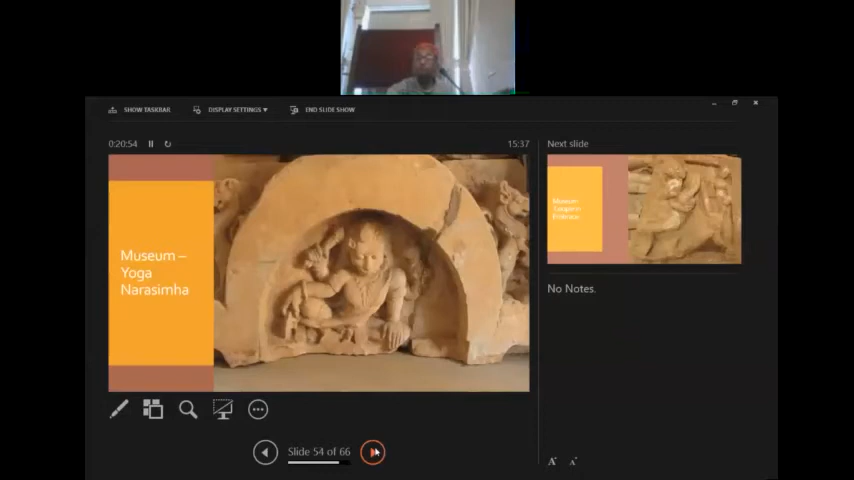 SHOW TASKBAR
DISPLAY SETTINGS ▾
END SLIDE SHOW
0:20:54
15:37
Next slide
Museum –
Yoga
Narasimha
Museum
No Notes.
Slide 54 of 66
A A